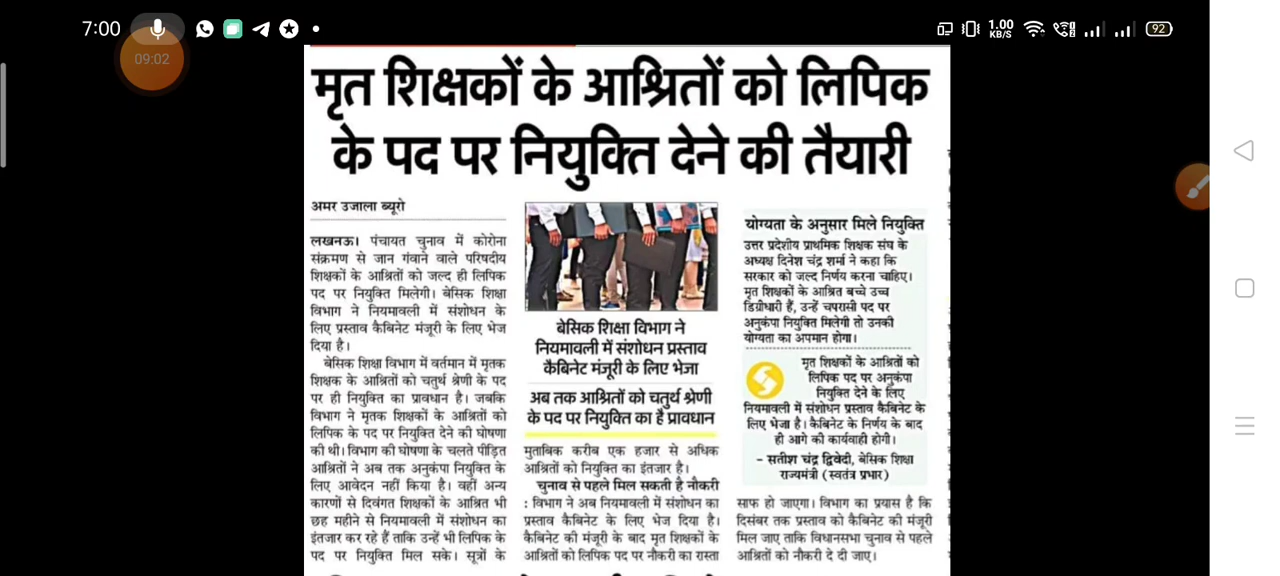 7:00
1.00
KB/S
92
09:02
मृत शिक्षकों के आश्रितों को लिपिक
के पद पर नियुक्ति देने की तैयारी
अमर उजाला ब्यूरो
लखनऊ। पंचायत चुनाव में कोरोना
संक्रमण से जान गंवाने वाले परिषदीय
शिक्षकों के आश्रितों को जल्द ही लिपिक
पद पर नियुक्ति मिलेगी। बेसिक शिक्षा
विभाग ने नियमावली में संशोधन के
लिए प्रस्ताव कैबिनेट मंजूरी के लिए भेज
दिया है।
बेसिक शिक्षा विभाग में वर्तमान में मृतक
शिक्षक के आश्रितों को चतुर्थ श्रेणी के पद
पर ही नियुक्ति का प्रावधान है। जबकि
विभाग ने मृतक शिक्षकों के आश्रितों को
लिपिक के पद पर नियुक्ति देने की घोषणा
की थी। विभाग की घोषणा के चलते पीड़ित
आश्रितों ने अब तक अनुकंपा नियुक्ति के
लिए आवेदन नहीं किया है। वहीं अन्य
कारणों से दिवंगत शिक्षकों के आश्रित भी
छह महीने से नियमावली में संशोधन का
इंतजार कर रहे हैं ताकि उन्हें भी लिपिक के
पद पर नियुक्ति मिल सके। सूत्रों के
बेसिक शिक्षा विभाग ने
नियमावली में संशोधन प्रस्ताव
कैबिनेट मंजूरी के लिए भेजा
अब तक आश्रितों को चतुर्थ श्रेणी
के पद पर नियुक्ति का है प्रावधान
मुताबिक करीब एक हजार से अधिक
आश्रितों को नियुक्ति का इंतजार है।
चुनाव से पहले मिल सकती है नौकरी
: विभाग ने अब नियमावली में संशोधन का
प्रस्ताव कैबिनेट के लिए भेज दिया है।
कैबिनेट की मंजूरी के बाद मृत शिक्षकों के
आश्रितों को लिपिक पद पर नौकरी का रास्ता
योग्यता के अनुसार मिले नियुक्ति
उत्तर प्रदेशीय प्राथमिक शिक्षक संघ के
अध्यक्ष दिनेश चंद्र शर्मा ने कहा कि
सरकार को जल्द निर्णय करना चाहिए।
मृत शिक्षकों के आश्रित बच्चे उच्च
डिग्रीधारी हैं, उन्हें चपरासी पद पर
अनुकंपा नियुक्ति मिलेगी तो उनकी
योग्यता का अपमान होगा।
मृत शिक्षकों के आश्रितों को
लिपिक पद पर अनुकंपा
नियुक्ति देने के लिए
नियमावली में संशोधन प्रस्ताव कैबिनेट के
लिए भेजा है। कैबिनेट के निर्णय के बाद
ही आगे की कार्यवाही होगी।
- सतीश चंद्र द्विवेदी, बेसिक शिक्षा
राज्यमंत्री (स्वतंत्र प्रभार)
साफ हो जाएगा। विभाग का प्रयास है कि
दिसंबर तक प्रस्ताव को कैबिनेट की मंजूरी
मिल जाए ताकि विधानसभा चुनाव से पहले
आश्रितों को नौकरी दे दी जाए।